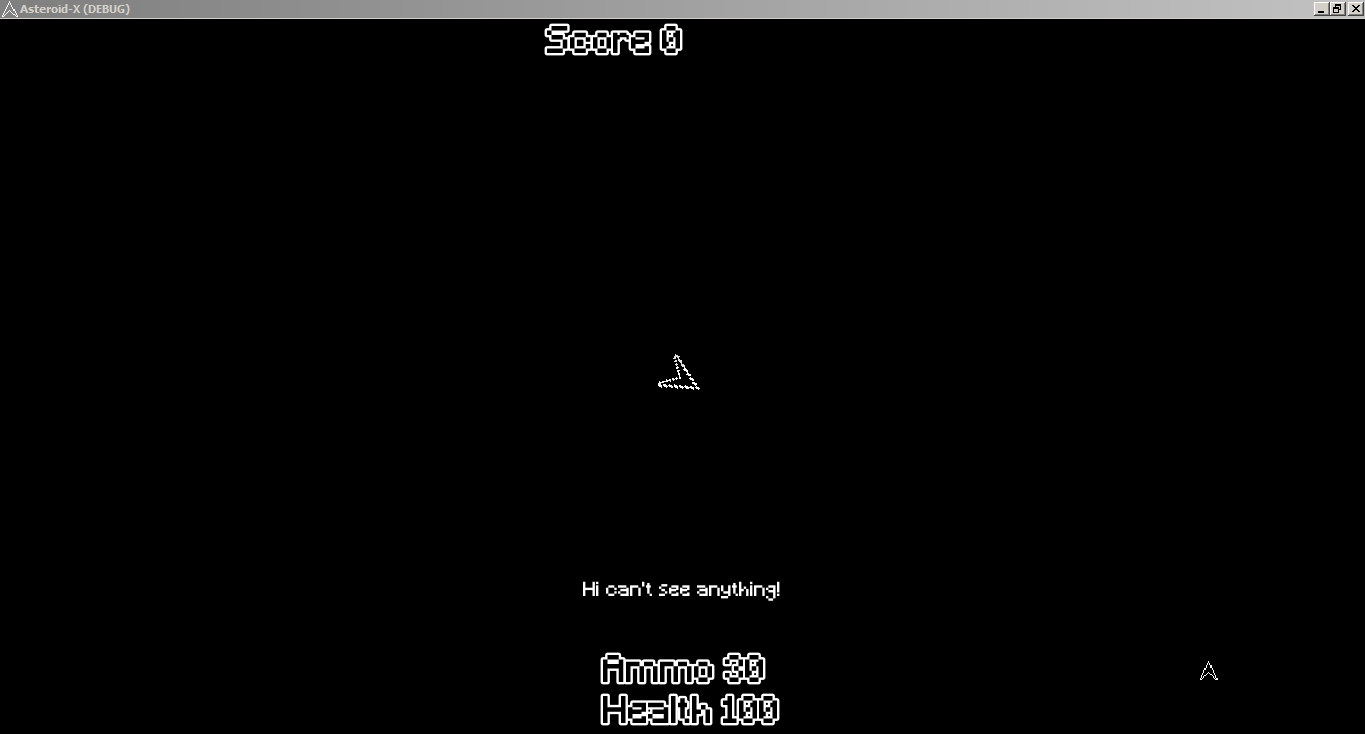 Asteroid-X (DEBUG)
Score 0
Hi can't see anything!
Ammo 30
Health 100